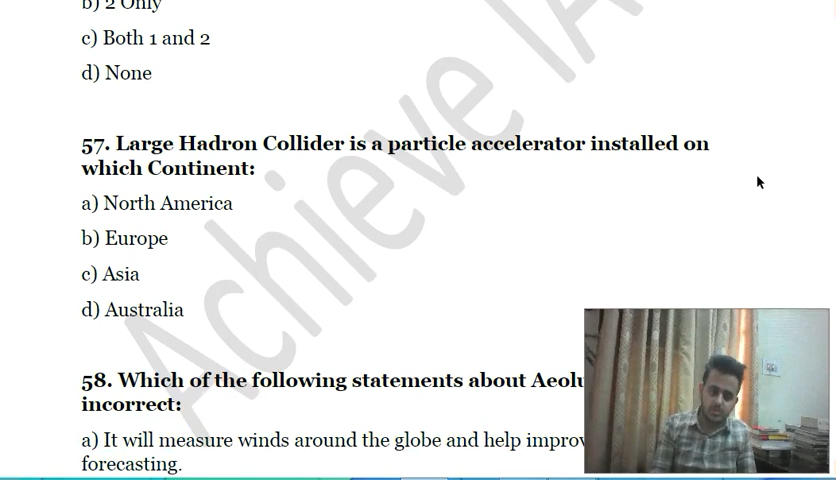 b) 2 Only
c) Both 1 and 2
d) None
57. Large Hadron Collider is a particle accelerator installed on
which Continent:
a) North America
b) Europe
c) Asia
d) Australia
58. Which of the following statements about Aeolu
incorrect:
a) It will measure winds around the globe and help improv
forecasting.
Achieve IA